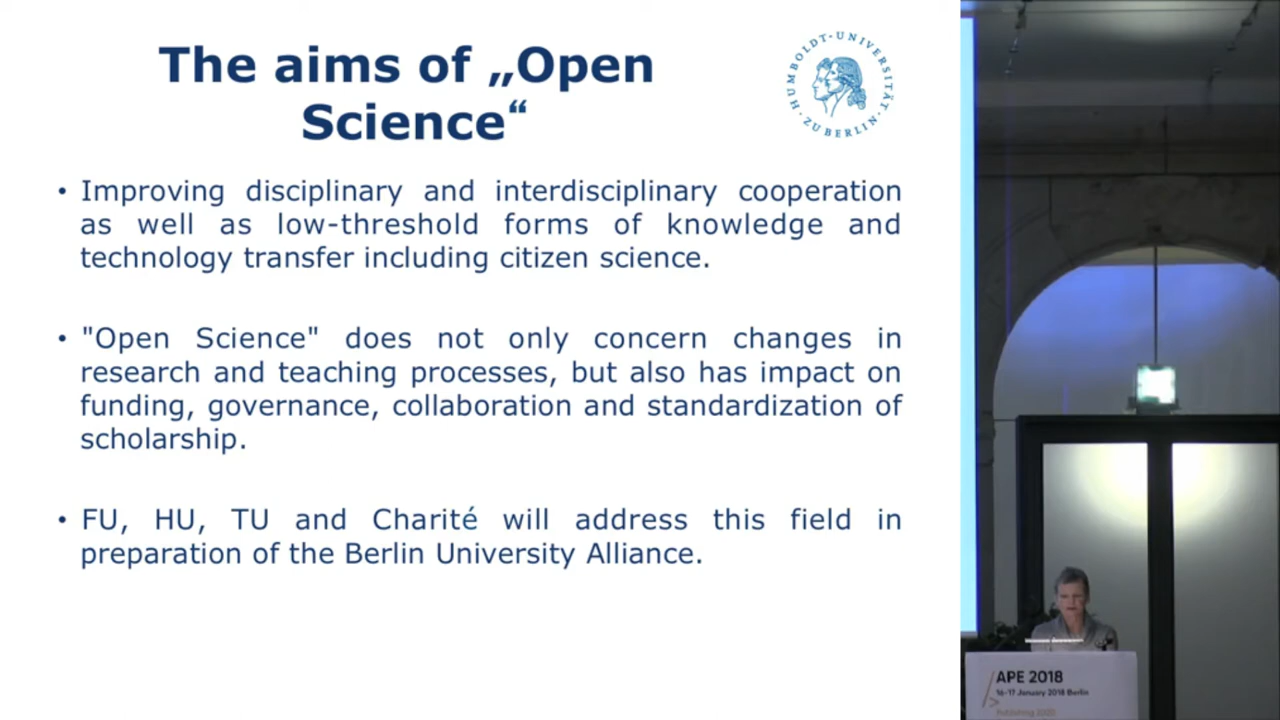 The aims of „Open
Science“
HUMBOLDT-UNIVERSITÄT
ZU BERLIN
• Improving disciplinary and interdisciplinary cooperation
as well as low-threshold forms of knowledge and
technology transfer including citizen science.
• "Open Science" does not only concern changes in
research and teaching processes, but also has impact on
funding, governance, collaboration and standardization of
scholarship.
• FU, HU, TU and Charité will address this field in
preparation of the Berlin University Alliance.
APE 2018
16-17 January 2018 Berlin
Publishing